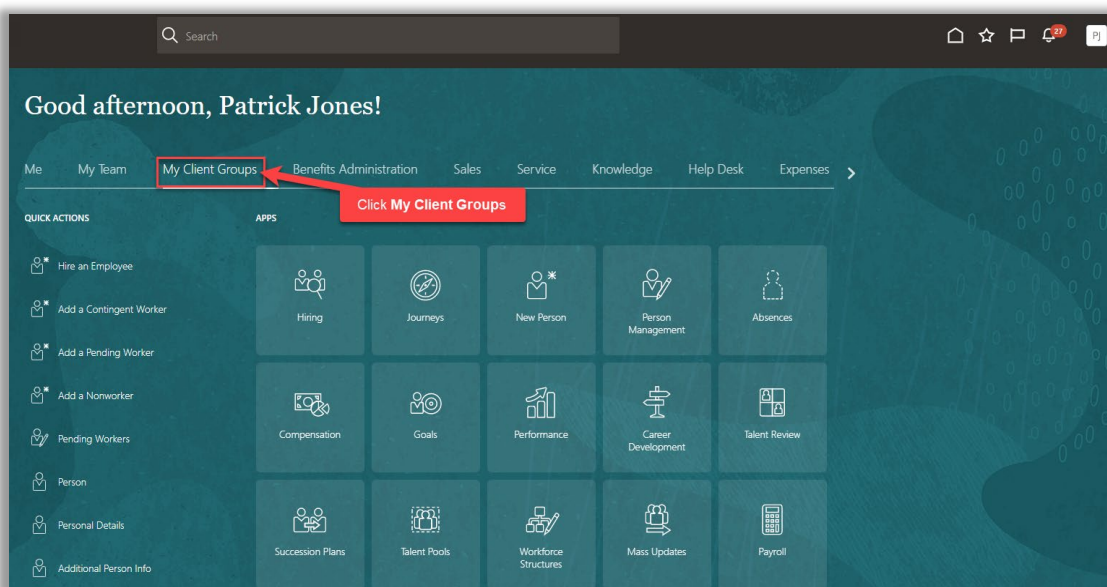 Search
27
PJ
Good afternoon, Patrick Jones!
Me My Team My Client Groups Benefits Administration Sales Service Knowledge Help Desk Expenses
Click My Client Groups
QUICK ACTIONS
Hire an Employee
Add a Contingent Worker
Add a Pending Worker
Add a Nonworker
Pending Workers
Person
Personal Details
Additional Person Info
APPS
Hiring
Journeys
New Person
Person
Management
Absences
Compensation
Goals
Performance
Career
Development
Talent Review
Succession Plans
Talent Pools
Workforce
Structures
Mass Updates
Payroll